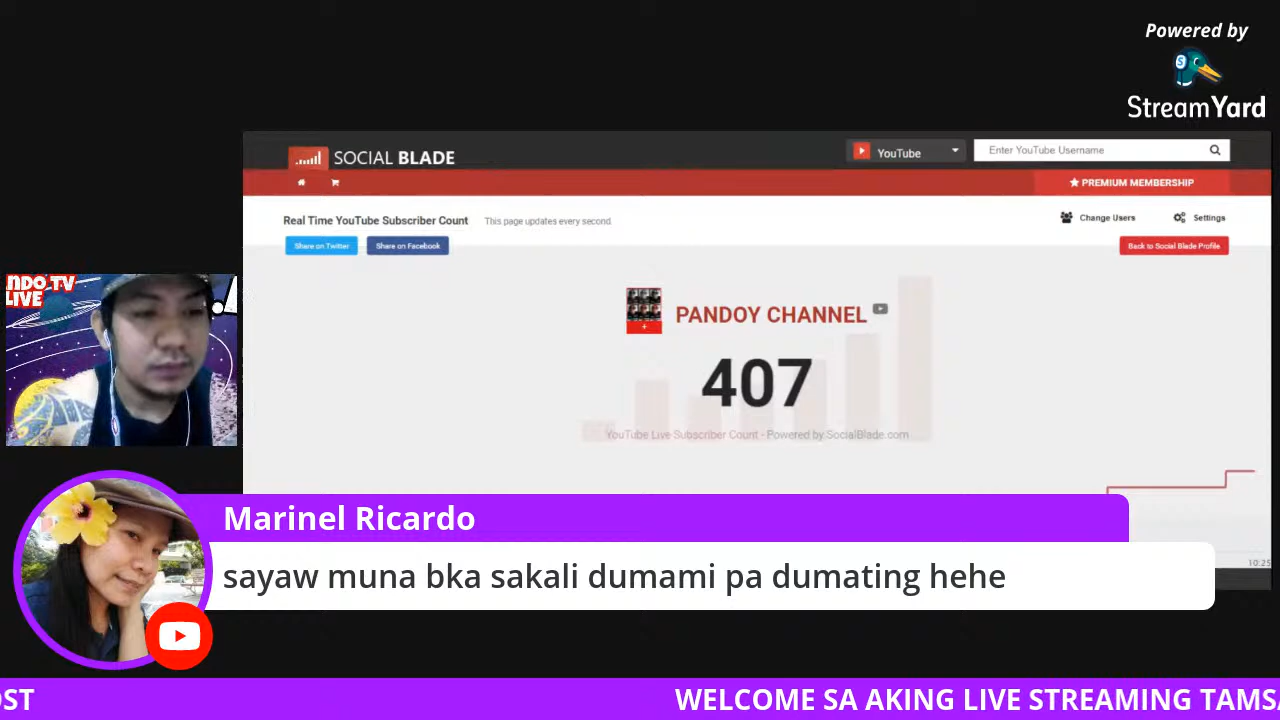 Powered by
StreamYard
SOCIAL BLADE
YouTube
Enter YouTube Username
PREMIUM MEMBERSHIP
Real Time YouTube Subscriber Count
This page updates every second
Change Users
Settings
Share on Twitter
Share on Facebook
Back to Social Blade Profile
NDO TV
LIVE
PANDOY CHANNEL
407
YouTube Live Subscriber Count - Powered by SocialBlade.com
Marinel Ricardo
sayaw muna bka sakali dumami pa dumating hehe
10:25
OST
WELCOME SA AKING LIVE STREAMING TAMSA